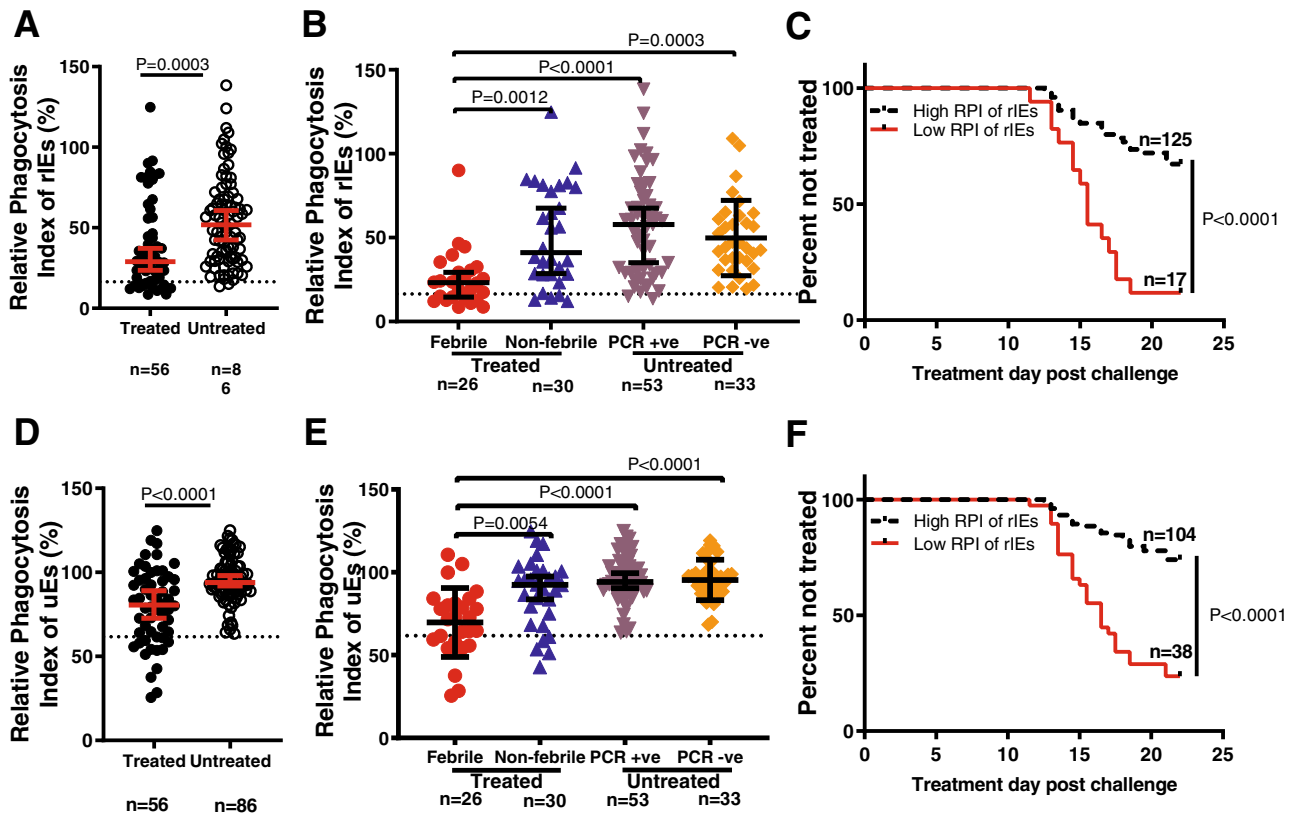 A
Relative Phagocytosis
Index of rIEs (%)
150
100
50
0
P=0.0003
Treated Untreated
n=56
n=8
6
B
Relative Phagocytosis
Index of rIEs (%)
150
100
50
0
P=0.0003
P<0.0001
P=0.0012
Febrile Non-febrile PCR +ve PCR -ve
Treated Untreated
n=26 n=30 n=53 n=33
C
Percent not treated
100
50
0
High RPI of rIEs
Low RPI of rIEs
n=125
n=17
P<0.0001
0 5 10 15 20 25
Treatment day post challenge
D
Relative Phagocytosis
Index of uEs (%)
150
100
50
0
P<0.0001
Treated Untreated
n=56 n=86
E
Relative Phagocytosis
Index of uEs (%)
150
100
50
0
P<0.0001
P<0.0001
P=0.0054
Febrile Non-febrile PCR +ve PCR -ve
Treated Untreated
n=26 n=30 n=53 n=33
F
Percent not treated
100
50
0
High RPI of rIEs
Low RPI of rIEs
n=104
n=38
P<0.0001
0 5 10 15 20 25
Treatment day post challenge